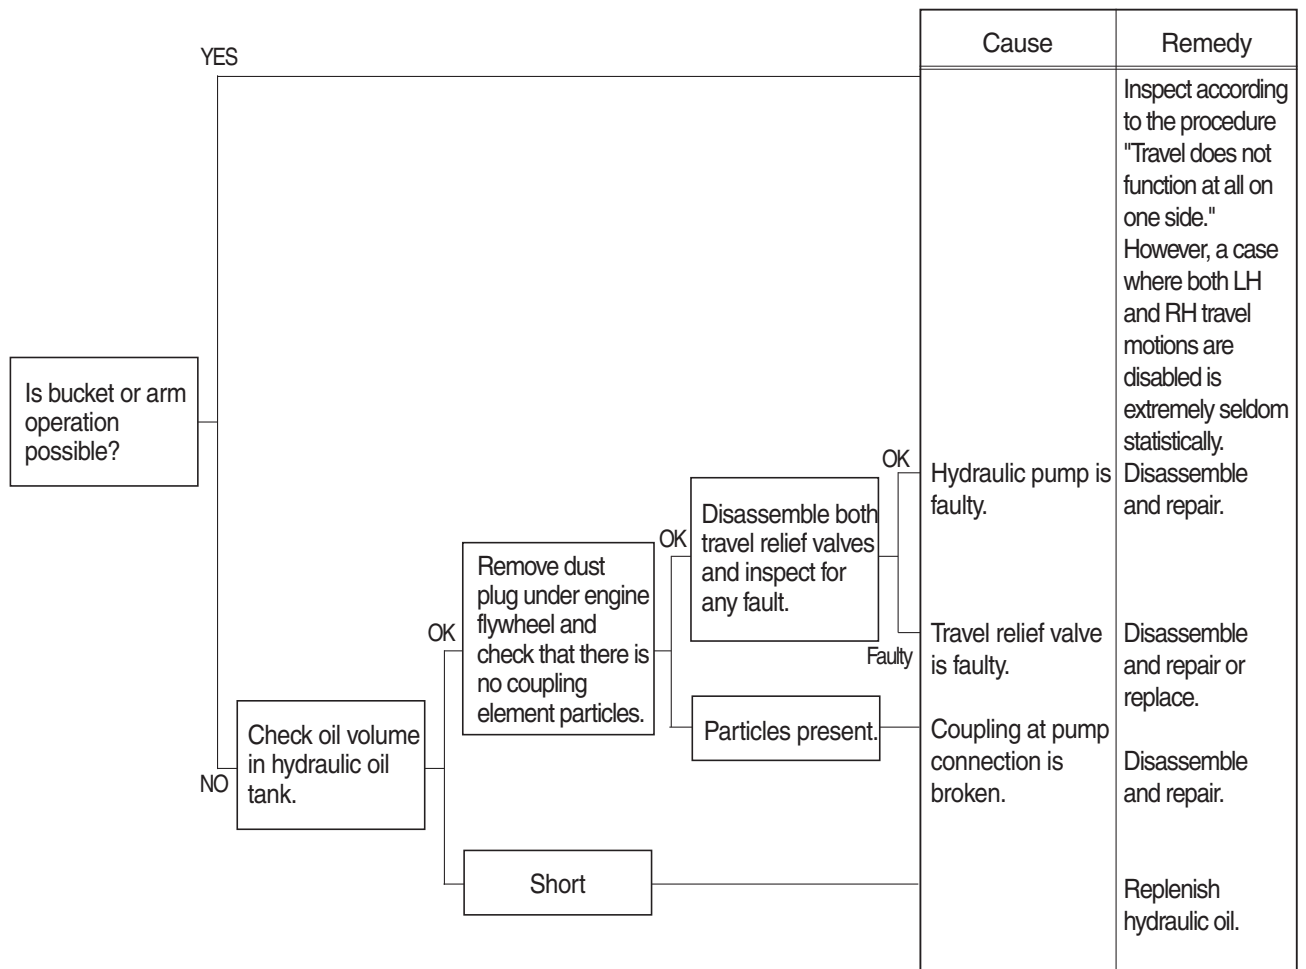 Cause
Remedy
YES
Inspect according
to the procedure
"Travel does not
function at all on
one side."
However, a case
where both LH
and RH travel
motions are
disabled is
extremely seldom
statistically.
Is bucket or arm
operation
possible?
OK
Hydraulic pump is
faulty.
Disassemble
and repair.
Disassemble both
travel relief valves
and inspect for
any fault.
OK
Remove dust
plug under engine
flywheel and
check that there is
no coupling
element particles.
OK
Faulty
Travel relief valve
is faulty.
Disassemble
and repair or
replace.
Particles present.
Coupling at pump
connection is
broken.
Disassemble
and repair.
Check oil volume
in hydraulic oil
tank.
NO
Short
Replenish
hydraulic oil.